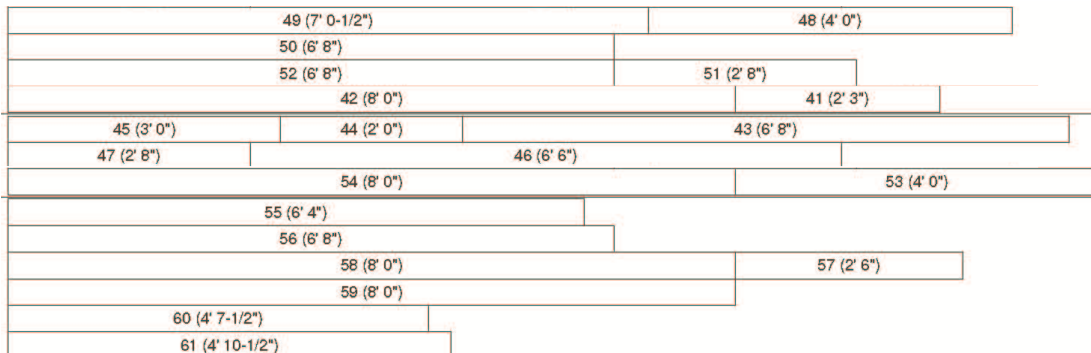 49 (7' 0-1/2") 48 (4' 0")
50 (6' 8")
52 (6' 8") 51 (2' 8")
42 (8' 0") 41 (2' 3")
45 (3' 0") 44 (2' 0") 43 (6' 8")
47 (2' 8") 46 (6' 6")
54 (8' 0") 53 (4' 0")
55 (6' 4")
56 (6' 8")
58 (8' 0") 57 (2' 6")
59 (8' 0")
60 (4' 7-1/2")
61 (4' 10-1/2")